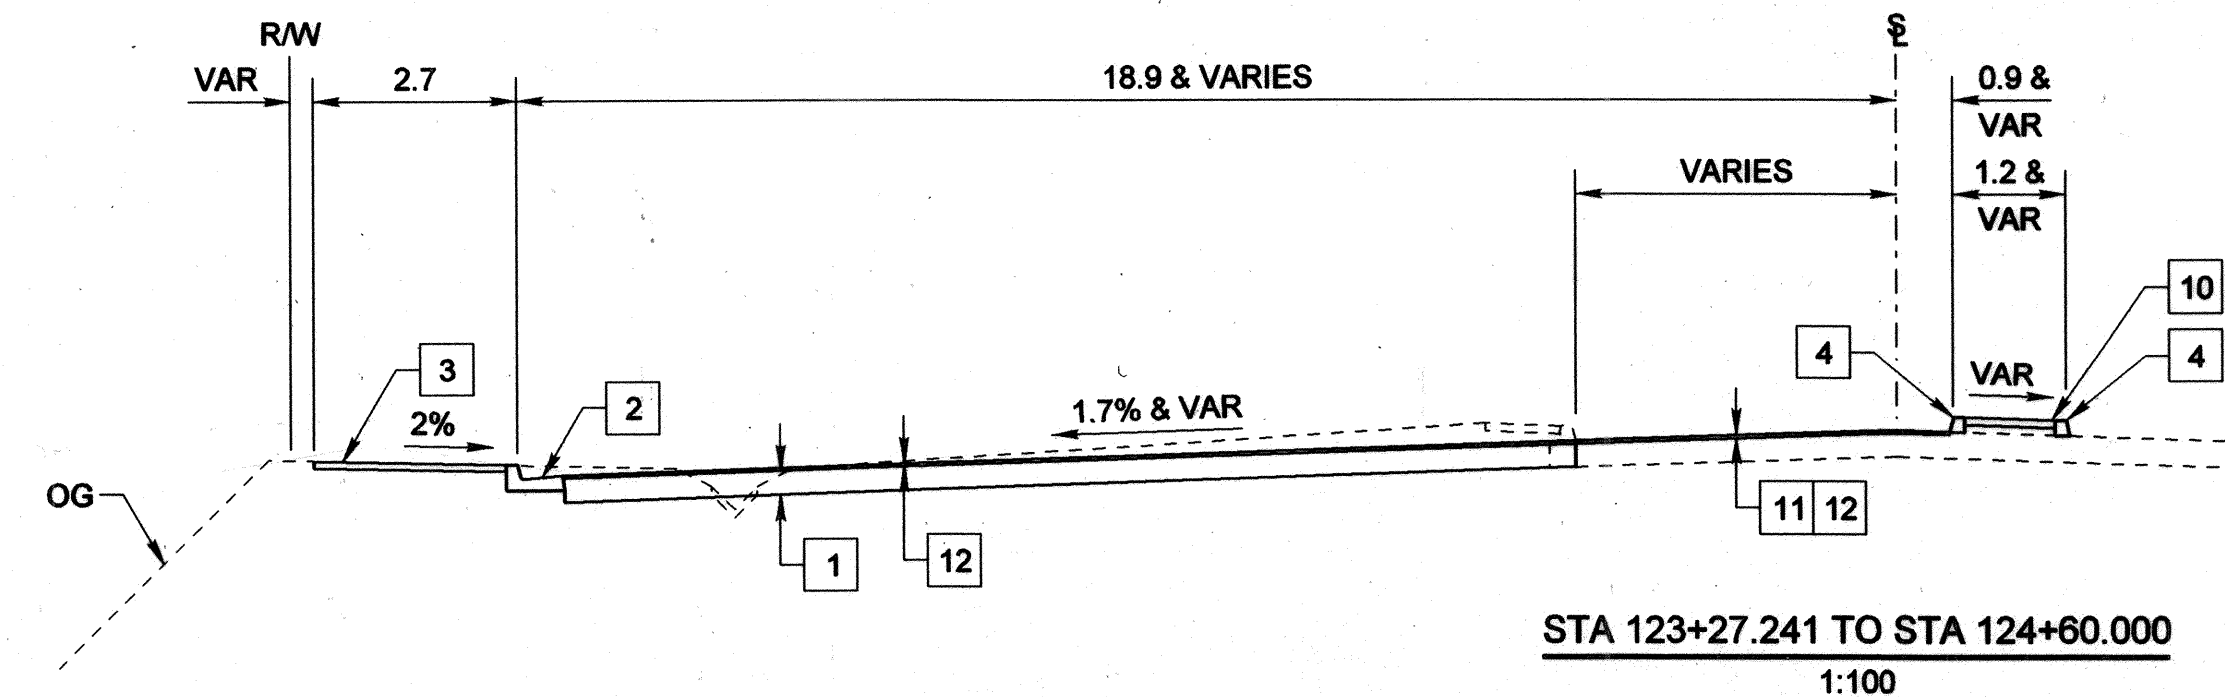 R/W
SL
VAR
2.7
18.9 & VARIES
0.9 &
VAR
VARIES
1.2 &
VAR
10
4
4
3
VAR
2
1.7% & VAR
2%
OG
11 12
1
12
STA 123+27.241 TO STA 124+60.000
1:100